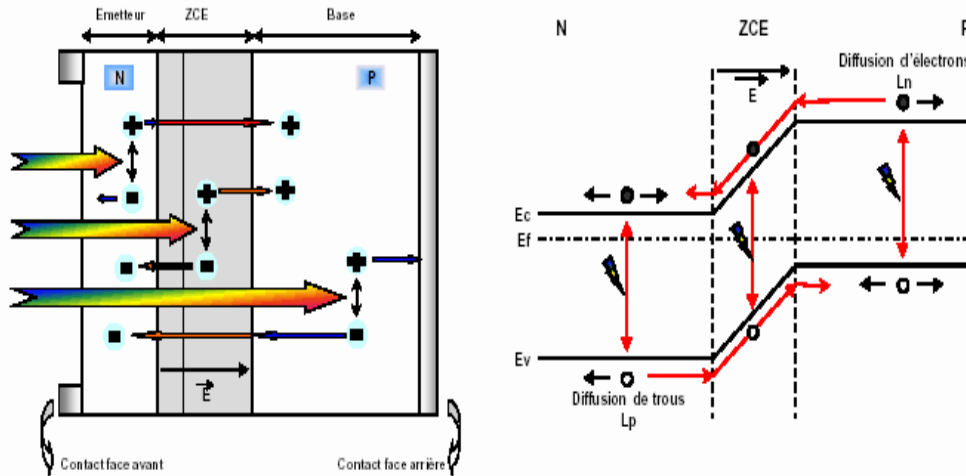 Emetteur ZCE Base
N
P
E
Contact face avant
Contact face arrière
N ZCE P
E
Diffusion d'électrons
Ln
Ec
Ef
Ev
Diffusion de trous
Lp